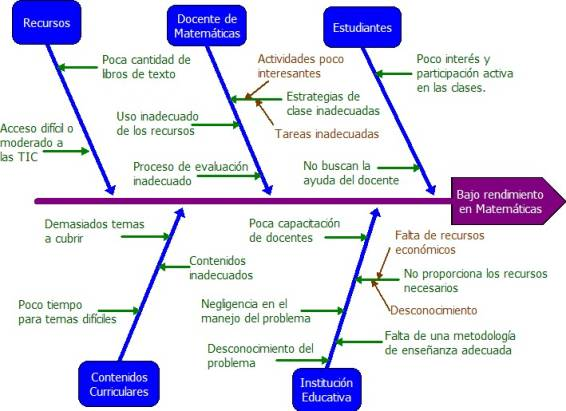 Recursos
Docente de
Matemáticas
Estudiantes
Poca cantidad de
libros de texto
Actividades poco
interesantes
Poco interés y
participación activa
en las clases.
Estrategias de
clase inadecuadas
Uso inadecuado
de los recursos
Tareas inadecuadas
Acceso difícil o
moderado a
las TIC
Proceso de evaluación
inadecuado
No buscan la
ayuda del docente
Bajo rendimiento
en Matemáticas
Demasiados temas
a cubrir
Poca capacitación
de docentes
Falta de recursos
económicos
Contenidos
inadecuados
No proporciona los recursos
necesarios
Poco tiempo
para temas difíciles
Negligencia en el
manejo del problema
Desconocimiento
Falta de una metodología
de enseñanza adecuada
Desconocimiento del
problema
Contenidos
Curriculares
Institución
Educativa